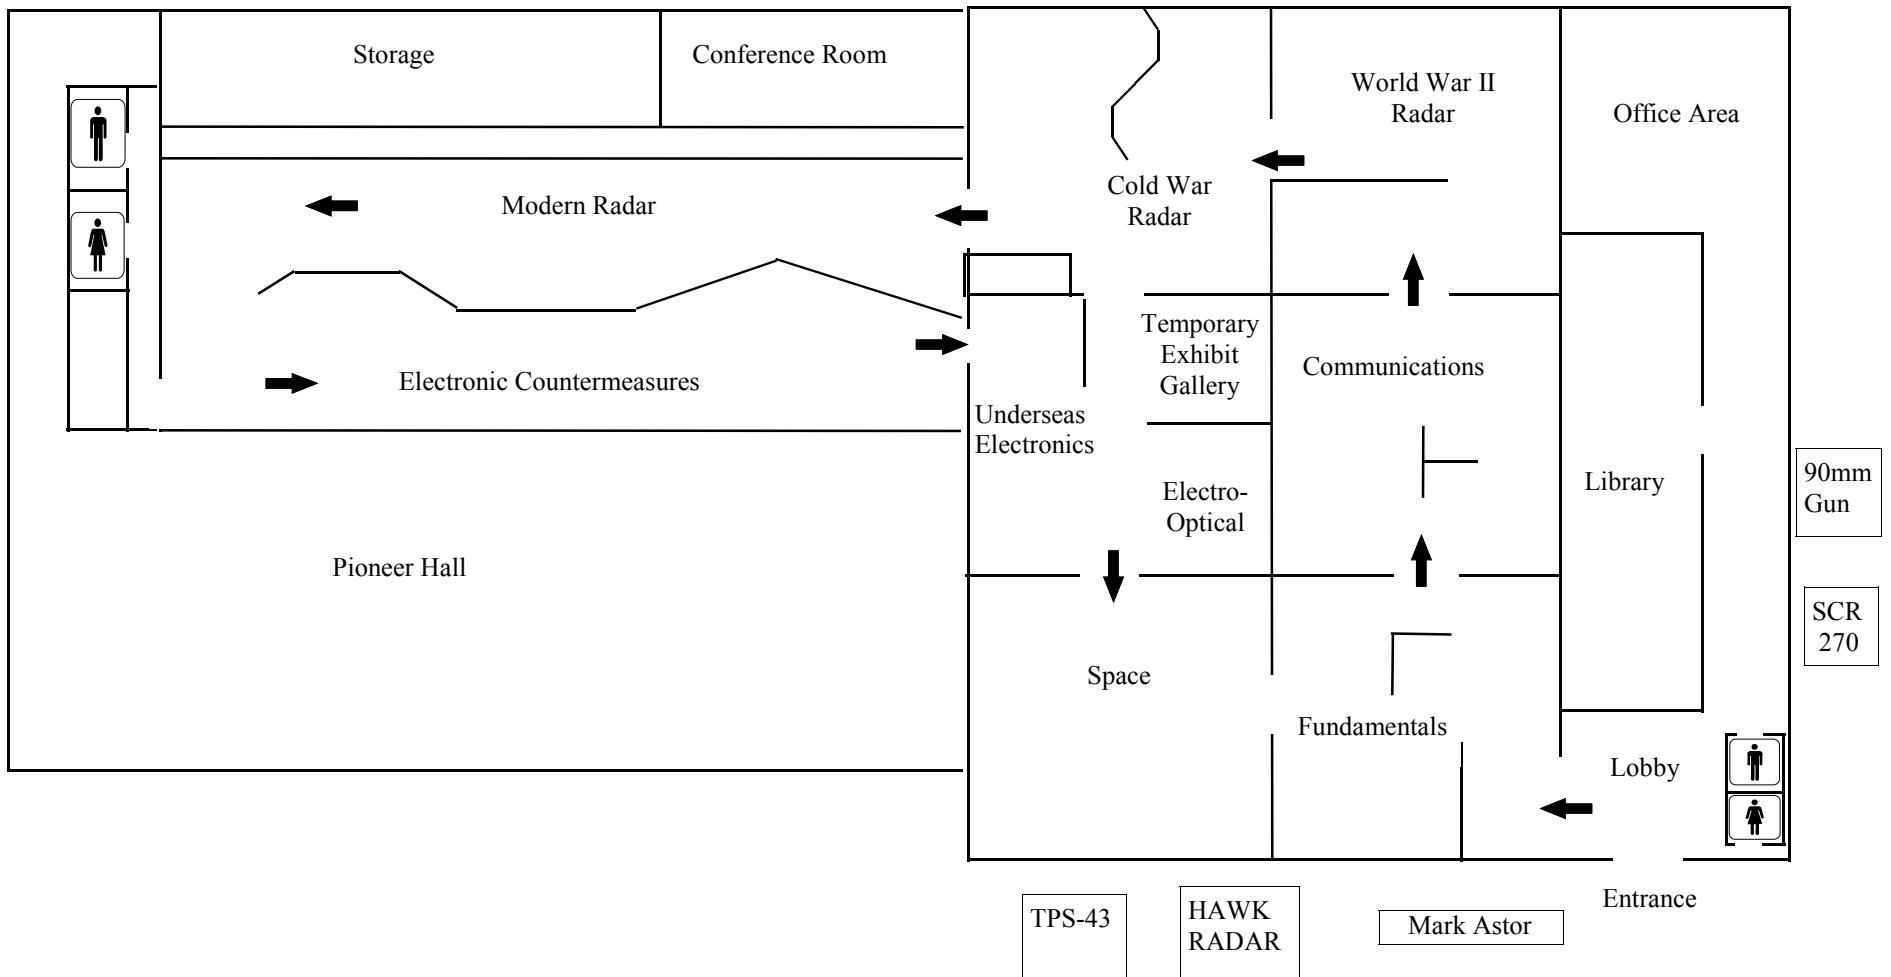 Storage
Conference Room
World War II
Radar
Office Area
Modern Radar
Cold War
Radar
Temporary
Exhibit
Gallery
Communications
Electronic Countermeasures
Underseas
Electronics
Electro-
Optical
Library
90mm
Gun
Pioneer Hall
SCR
270
Space
Fundamentals
Lobby
Entrance
TPS-43
HAWK
RADAR
Mark Astor